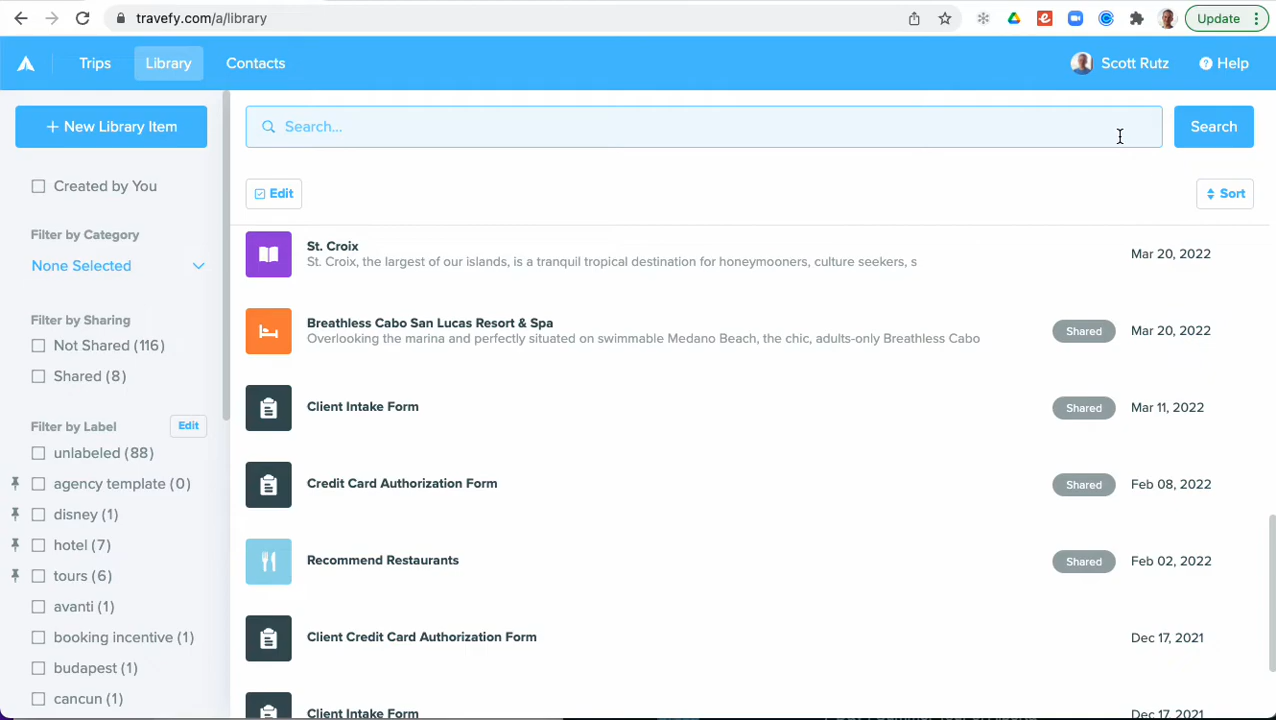 travefy.com/a/library
Update
Trips
Library
Contacts
Scott Rutz
Help
+ New Library Item
Search...
Search
Created by You
Edit
Sort
Filter by Category
None Selected
Filter by Sharing
Not Shared (116)
Shared (8)
Filter by Label
Edit
unlabeled (88)
agency template (0)
disney (1)
hotel (7)
tours (6)
avanti (1)
booking incentive (1)
budapest (1)
cancun (1)
St. Croix
St. Croix, the largest of our islands, is a tranquil tropical destination for honeymooners, culture seekers, s
Mar 20, 2022
Breathless Cabo San Lucas Resort & Spa
Overlooking the marina and perfectly situated on swimmable Medano Beach, the chic, adults-only Breathless Cabo
Shared
Mar 20, 2022
Client Intake Form
Shared
Mar 11, 2022
Credit Card Authorization Form
Shared
Feb 08, 2022
Recommend Restaurants
Shared
Feb 02, 2022
Client Credit Card Authorization Form
Dec 17, 2021
Client Intake Form
Dec 17, 2021